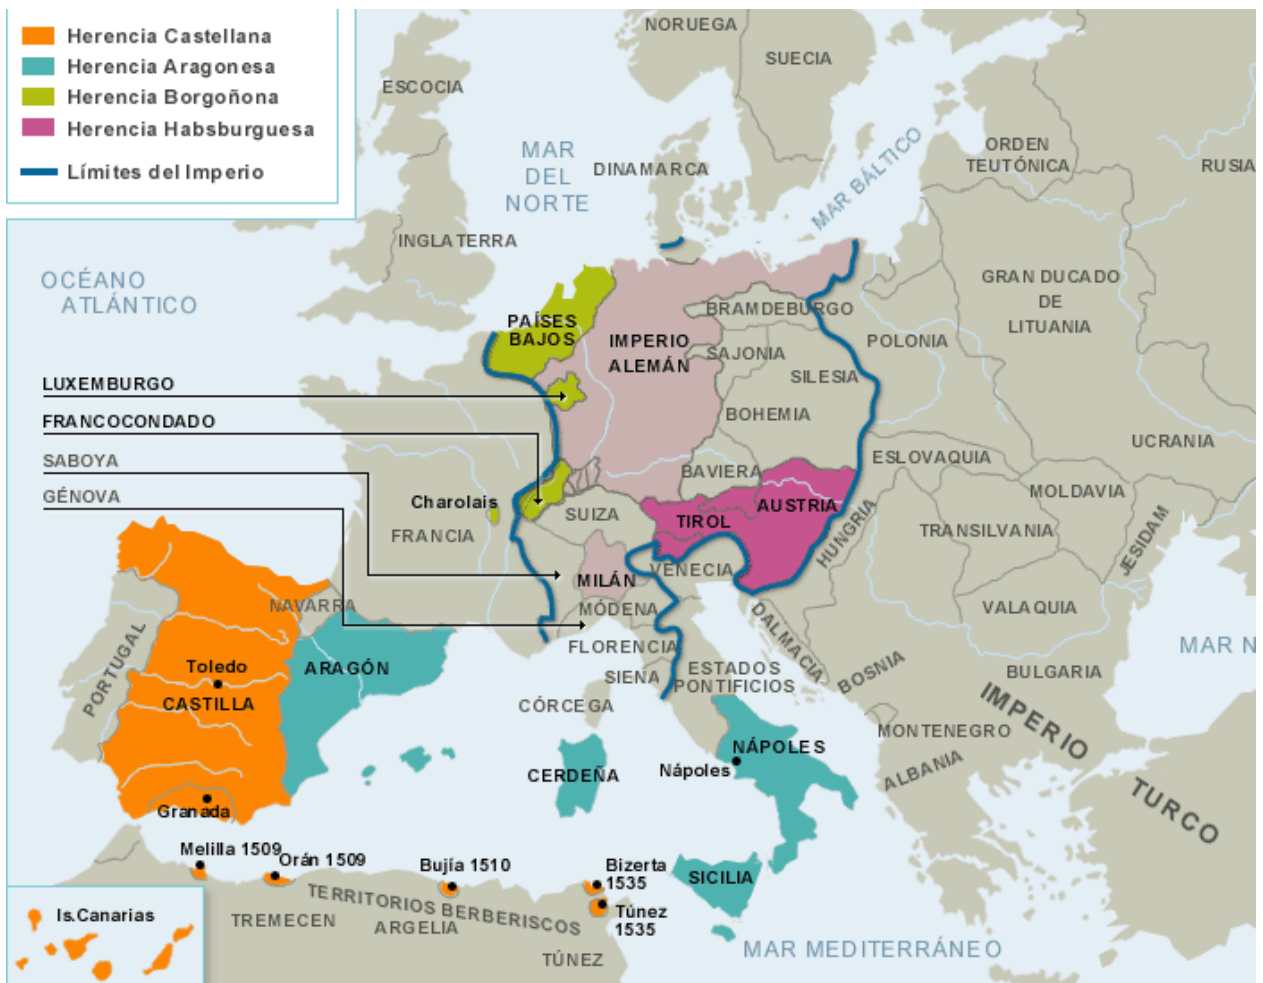 Herencia Castellana
Herencia Aragonesa
Herencia Borgoñona
Herencia Habsburguesa
Límites del Imperio
NORUEGA
SUECIA
ESCOCIA
MAR
DEL
NORTE
DINAMARCA
MAR BÁLTICO
ORDEN
TEUTÓNICA
RUSIA
INGLATERRA
OCÉANO
ATLÁNTICO
GRAN DUCADO
DE
LITUANIA
PAÍSES
BAJOS
IMPERIO
ALEMÁN
BRAMDEBURGO
SAJONIA
SILESIA
POLONIA
LUXEMBURGO
FRANCOCONDADO
SABOYA
GÉNOVA
BOHEMIA
UCRANIA
BAVIERA
ESLOVAQUIA
MOLDAVIA
Charolais
FRANCIA
SUIZA
TIROL
AUSTRIA
HUNGRIA
TRANSILVANIA
JESIDAM
MILÁN
VENECIA
MÓDENA
NAVARRA
VALAQUIA
DALMACIA
PORTUGAL
Toledo
CASTILLA
ARAGÓN
FLORENCIA
SIENA
ESTADOS
PONTIFICIOS
BOSNIA
BULGARIA
MAR N
CÓRCEGA
MONTENEGRO
ALBANIA
IMPERIO
TURCO
CERDEÑA
NÁPOLES
Nápoles
Granada
Melilla 1509
Orán 1509
Bujía 1510
Bizerta
1535
SICILIA
Túnez
1535
TERRITORIOS BERBERISCOS
TREMECEN
ARGELIA
TÚNEZ
Is.Canarias
MAR MEDITERRÁNEO